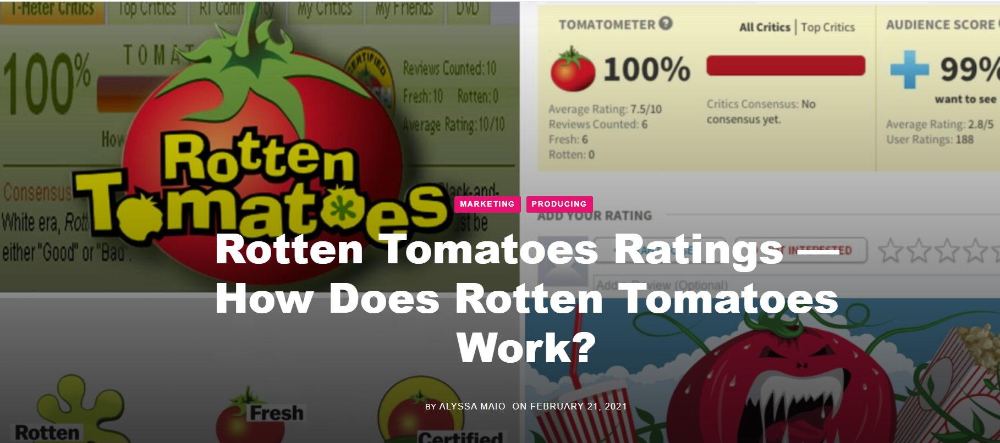 T-Meter Critics
Top Critics
RT Comm ity
My Critics
My Friends
DVD
100%
TOMAT
CERTIFIED
Reviews Counted: 10
Fresh: 10 Rotten: 0
Average Rating: 10/10
How
Rotten
Tomatoes
Consensus
Black-and-
White era, Rott
st be
either "Good" or "Bad".
TOMATOMETER ?
All Critics | Top Critics
100%
Average Rating: 7.5/10
Reviews Counted: 6
Fresh: 6
Rotten: 0
Critics Consensus: No
consensus yet.
AUDIENCE SCORE
99%
want to see
Average Rating: 2.8/5
User Ratings: 188
MARKETING
PRODUCING
ADD YOUR RATING
INTERESTED
Add a Review (Optional)
Rotten Tomatoes Ratings —
How Does Rotten Tomatoes
Work?
BY ALYSSA MAIO ON FEBRUARY 21, 2021
Rotten
Fresh
Certified